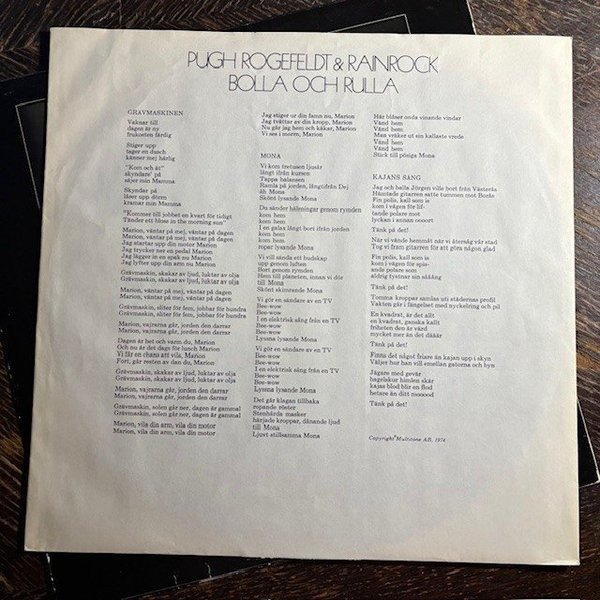 PUGH ROGEFELDT & RAINROCK
BOLLA OCH RULLA
GRÄVMASKINEN
Vaknar till
dagen är ny
frukosten färdig
Stiger upp
tager en dusch
känner mej härlig
"Kom och ät"
skyndare' på
säjer min Mamma
Skyndar på
låser upp dörren
kramar min Mamma
"Kommer till jobbet en kvart för tidigt
Tänder ett bloss in the morning sun"
Marion, väntar på mej, väntar på dagen
Marion, väntar på mej, väntar på dagen
Jag startar upp din motor Marion
Jag trycker ner en pedal Marion
Jag lägger in en spak nu Marion
Jag lyfter upp din arm nu Marion
Grävmaskin, skakar av ljud, luktar av olja
Grävmaskin, skakar av ljud, luktar av olja
Marion, väntar på mej, väntar på dagen
Marion, väntar på mej, väntar på dagen
Grävmaskin, sliter för fem, jobbar för hundra
Grävmaskin, sliter för fem, jobbar för hundra
Marion, vajrarna går, jorden den darrar
Marion, vajrarna går, jorden den darrar
Dagen är het och varm du, Marion
Och nu är det dags för lunch Marion
Vi får en chans att vila, Marion
Fort, går resten av dan du, Marion
Grävmaskin, skakar av ljud, luktar av olja
Grävmaskin, skakar av ljud, luktar av olja
Marion, vajrarna går, jorden den darrar
Marion, vajrarna går, jorden den darrar
Grävmaskin, solen går ner, dagen är gammal
Grävmaskin, solen går ner, dagen är gammal
Marion, vila din arm, vila din motor
Marion, vila din arm, vila din motor
Jag stiger ur din famn nu, Marion
Jag tvättar av din kropp, Marion
Nu går jag hem och käkar, Marion
Vi ses i morrn, Marion
MONA
Vi kom tretusen ljusår
långt ifrån kursen
Tappa balansen
Ramla på jorden, långtifrån Dej
åh Mona
Skönt lysande Mona
Du sänder hälsningar genom rymden
kom hem
kom hem
I en galax långt bort ifrån jorden
kom hem
kom hem
ropar lysande Mona
Vi vill sända ett budskap
upp genom luften
Bort genom rymden
Hem till planeten, innan vi dör
till Mona
Skönt skimrande Mona
Vi gör en sändare av en TV
Bee-wow
Bee-wow
I en elektrisk sång från en TV
Bee-wow
Bee-wow
Lyssna lysande Mona
Vi gör en sändare av en TV
Bee-wow
Bee-wow
I en elektrisk sång från en TV
Bee-wow
Bee-wow
Lyssna lysande Mona
Det går klagan tillbaka
ropande röster
Stenhårda masker
härjade kroppar, dånande ljud
till Mona
Ljuvt stillsamma Mona
Här blåser onda vinande vindar
Vänd hem
Vänd hem
Man vräker ut sin kallaste vrede
Vänd hem
Vänd hem
Stick till pösiga Mona
KAJANS SÅNG
Jag och balla Jörgen ville bort från Västerås
Hämtade gitarren satte tummen mot Borås
Fin polis, kall som is
kom i vägen för lif-
tande polare mot
lyckan i annan oooort
Tänk på det!
När vi vände hemmåt när vi återsåg vår stad
Tog vi fram gitarren för att göra någon glad
Fin polis, kall som is
kom i vägen för spis-
ande polare som
aldrig tystnar sin såååång
Tänk på det!
Tomma kroppar samlas uti städernas profil
Vakten går i fängelset med nyckelring och pil
En kvadrat, är det allt
en kvadrat, ganska kallt
friheten den är värd
mycket mer än det dääär
Tänk på det!
Finns det något friare än kajan upp i skyn
Väljer hur han vill emellan gatorna och byn
Jägare med gevär
hagelskur himlen skär
kajas blod blir en flod
hetare än ditt moooood
Tänk på det!
Copyright Multitone AB, 1974